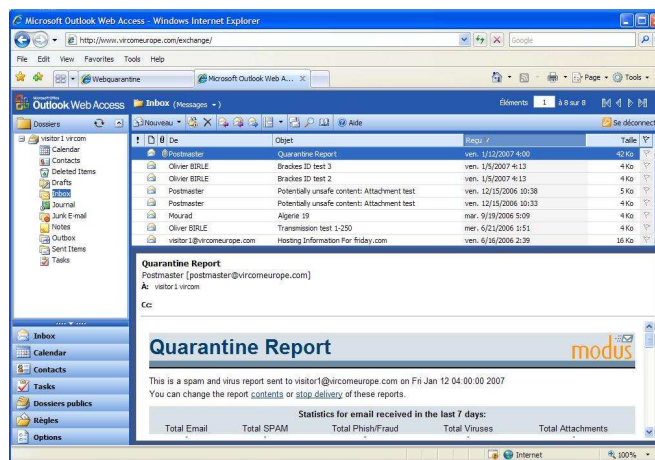 Microsoft Outlook Web Access - Windows Internet Explorer
http://www.vircomeurope.com/exchange/
Google
File Edit View Favorites Tools Help
Webquarantine
Microsoft Outlook Web A...
Page
Tools
Outlook Web Access
Inbox (Messages )
Éléments 1 à 8 sur 8
Dossiers
Nouveau
Aide
Se déconnect
visitor1 vircom
Calendar
Contacts
Deleted Items
Drafts
Inbox
Journal
Junk E-mail
Notes
Outbox
Sent Items
Tasks
De Objet Reçu Taille
Postmaster Quarantine Report ven. 1/12/2007 4:00 42 Ko
Olivier BIRLE Brackes ID test 3 ven. 1/5/2007 4:13 4 Ko
Olivier BIRLE Brackes ID test 2 ven. 1/5/2007 4:13 4 Ko
Postmaster Potentially unsafe content: Attachment test ven. 12/15/2006 10:38 5 Ko
Postmaster Potentially unsafe content: Attachment test ven. 12/15/2006 10:33 4 Ko
Mourad Algerie 19 mar. 9/19/2006 5:09 4 Ko
Oliver BIRLE Transmission test 1-250 mer. 6/21/2006 1:51 4 Ko
visitor1@vircomeurope.com Hosting Information For friday.com ven. 6/16/2006 2:39 16 Ko
Quarantine Report
Postmaster [postmaster@vircomeurope.com]
À: visitor1 vircom
Cc:
Quarantine Report
modus
This is a spam and virus report sent to visitor1@vircomeurope.com on Fri Jan 12 04:00:00 2007
You can change the report contents or stop delivery of these reports.
Statistics for email received in the last 7 days:
Total Email Total SPAM Total Phish/Fraud Total Viruses Total Attachments
Inbox
Calendar
Contacts
Tasks
Dossiers publics
Règles
Options
Internet
100%